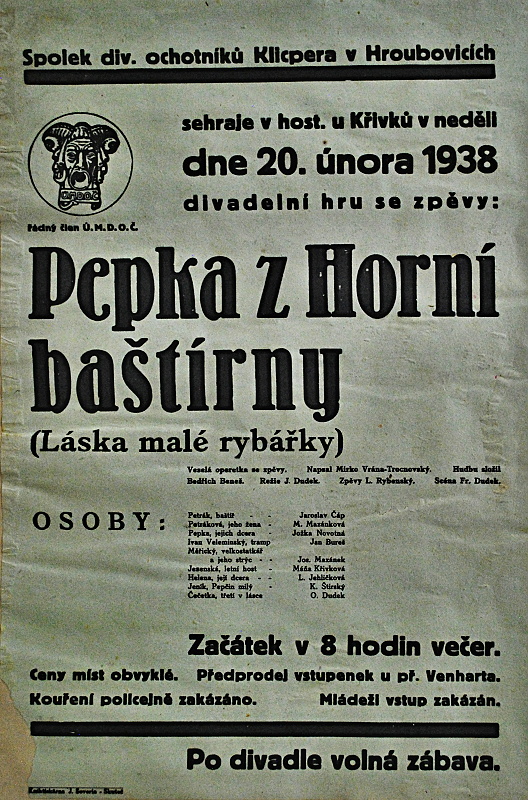 Spolek div. ochotníků Klicpera v Hroubovicích
sehraje v host. u Křivků v neděli
dne 20. února 1938
divadelní hru se zpěvy:
Ú.M.D.O.Č.
řádný člen Ú.M.D.O.Č.
Pepka z Horní
baštírny
(Láska malé rybářky)
Veselá operetka se zpěvy. Napsal Mirko Vrána-Trocnovský. Hudbu složil
Bedřich Beneš. Režie J. Dudek. Zpěvy L. Rybenský. Scéna Fr. Dudek.
OSOBY:
Petrák, baštíř - - Jaroslav Čáp
Petráková, jeho žena - M. Mazánková
Pepka, jejich dcera - Jožka Novotná
Ivan Veleminský, tramp Jan Bureš
Měřický, velkostatkář
a jeho strýc - - Jos. Mazánek
Jesenská, letní host - Máňa Křivková
Helena, její dcera - - L. Jehličková
Jeník, Pepčin milý - K. Štirský
Čečetka, třetí v lásce O. Dudek
Začátek v 8 hodin večer.
Ceny míst obvyklé. Předprodej vstupenek u př. Venharta.
Kouření policejně zakázáno. Mládeži vstup zakázán.
Po divadle volná zábava.